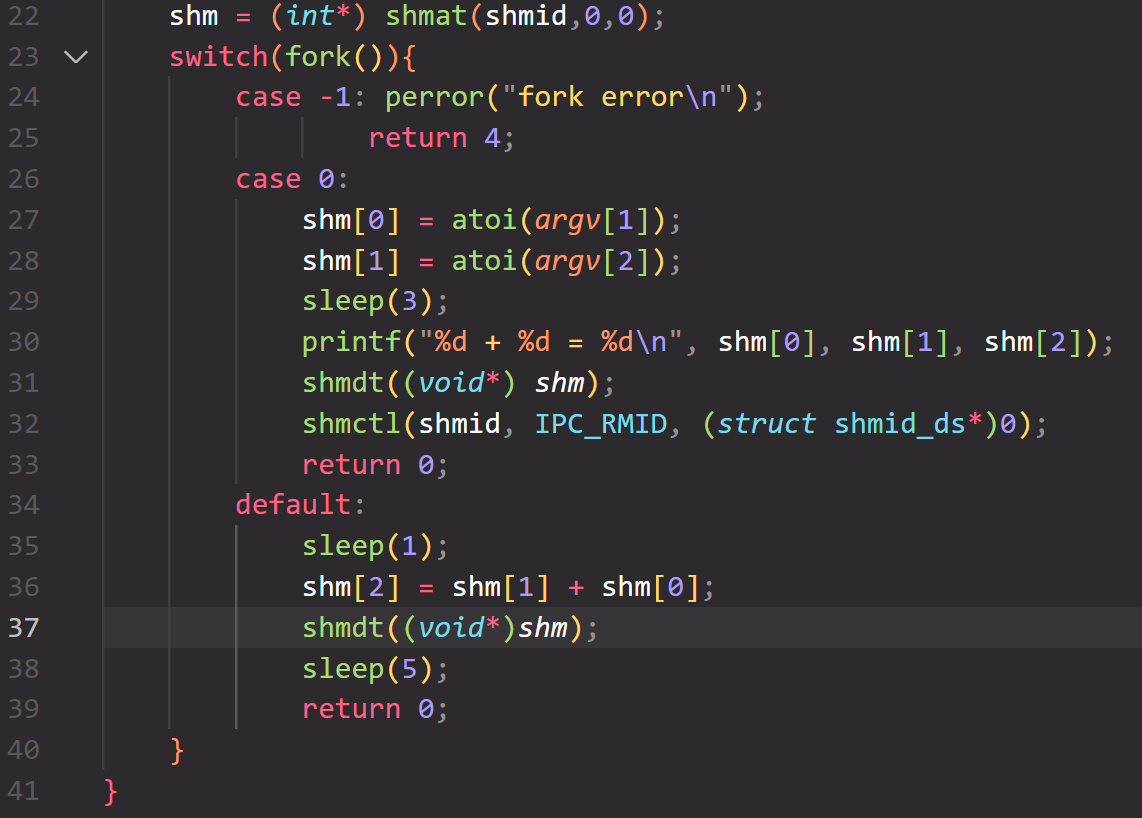 22 shm = (int*) shmat(shmid,0,0);
23 switch(fork()){
24 case -1: perror("fork error\n");
25 return 4;
26 case 0:
27 shm[0] = atoi(argv[1]);
28 shm[1] = atoi(argv[2]);
29 sleep(3);
30 printf("%d + %d = %d\n", shm[0], shm[1], shm[2]);
31 shmdt((void*) shm);
32 shmctl(shmid, IPC_RMID, (struct shmid_ds*)0);
33 return 0;
34 default:
35 sleep(1);
36 shm[2] = shm[1] + shm[0];
37 shmdt((void*)shm);
38 sleep(5);
39 return 0;
40 }
41 }